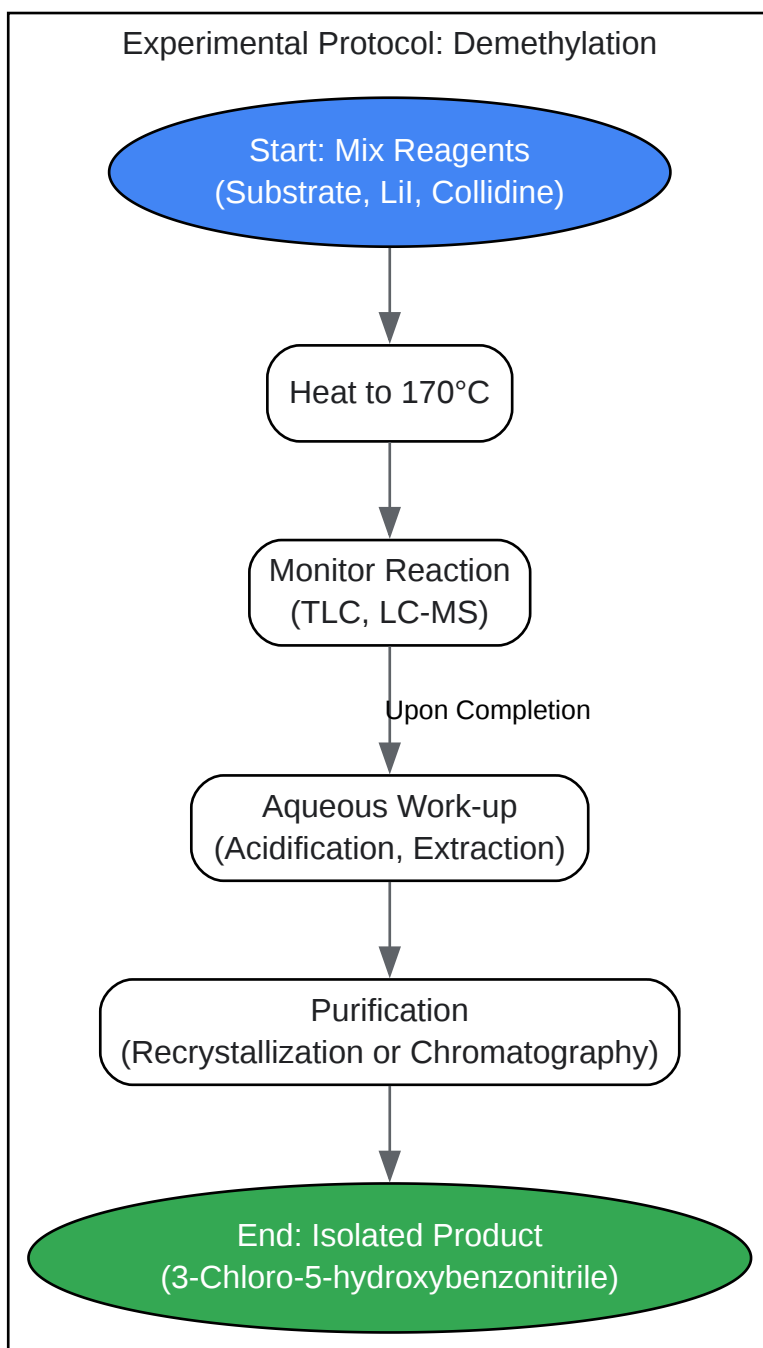 Experimental Protocol: Demethylation
Start: Mix Reagents
(Substrate, LiI, Collidine)
Heat to 170°C
Monitor Reaction
(TLC, LC-MS)
Upon Completion
Aqueous Work-up
(Acidification, Extraction)
Purification
(Recrystallization or Chromatography)
End: Isolated Product
(3-Chloro-5-hydroxybenzonitrile)